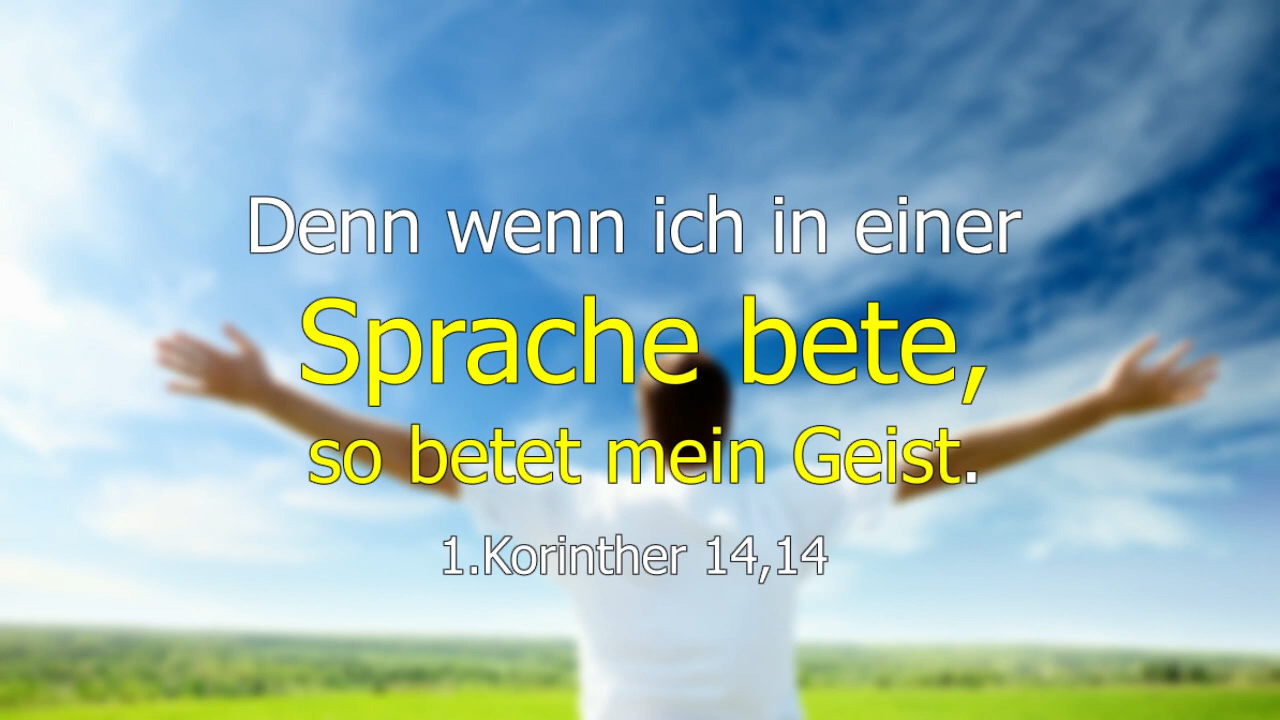 Denn wenn ich in einer
Sprache bete,
so betet mein Geist.
1.Korinther 14,14